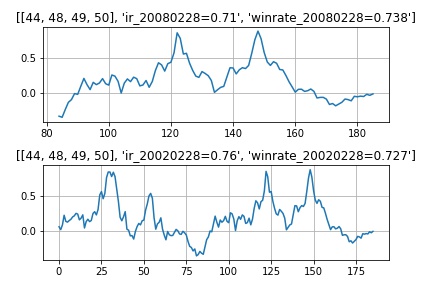 [[44, 48, 49, 50], 'ir_20080228=0.71', 'winrate_20080228=0.738']
0.5
0.0
80 100 120 140 160 180
[[44, 48, 49, 50], 'ir_20020228=0.76', 'winrate_20020228=0.727']
0.5
0.0
0 25 50 75 100 125 150 175